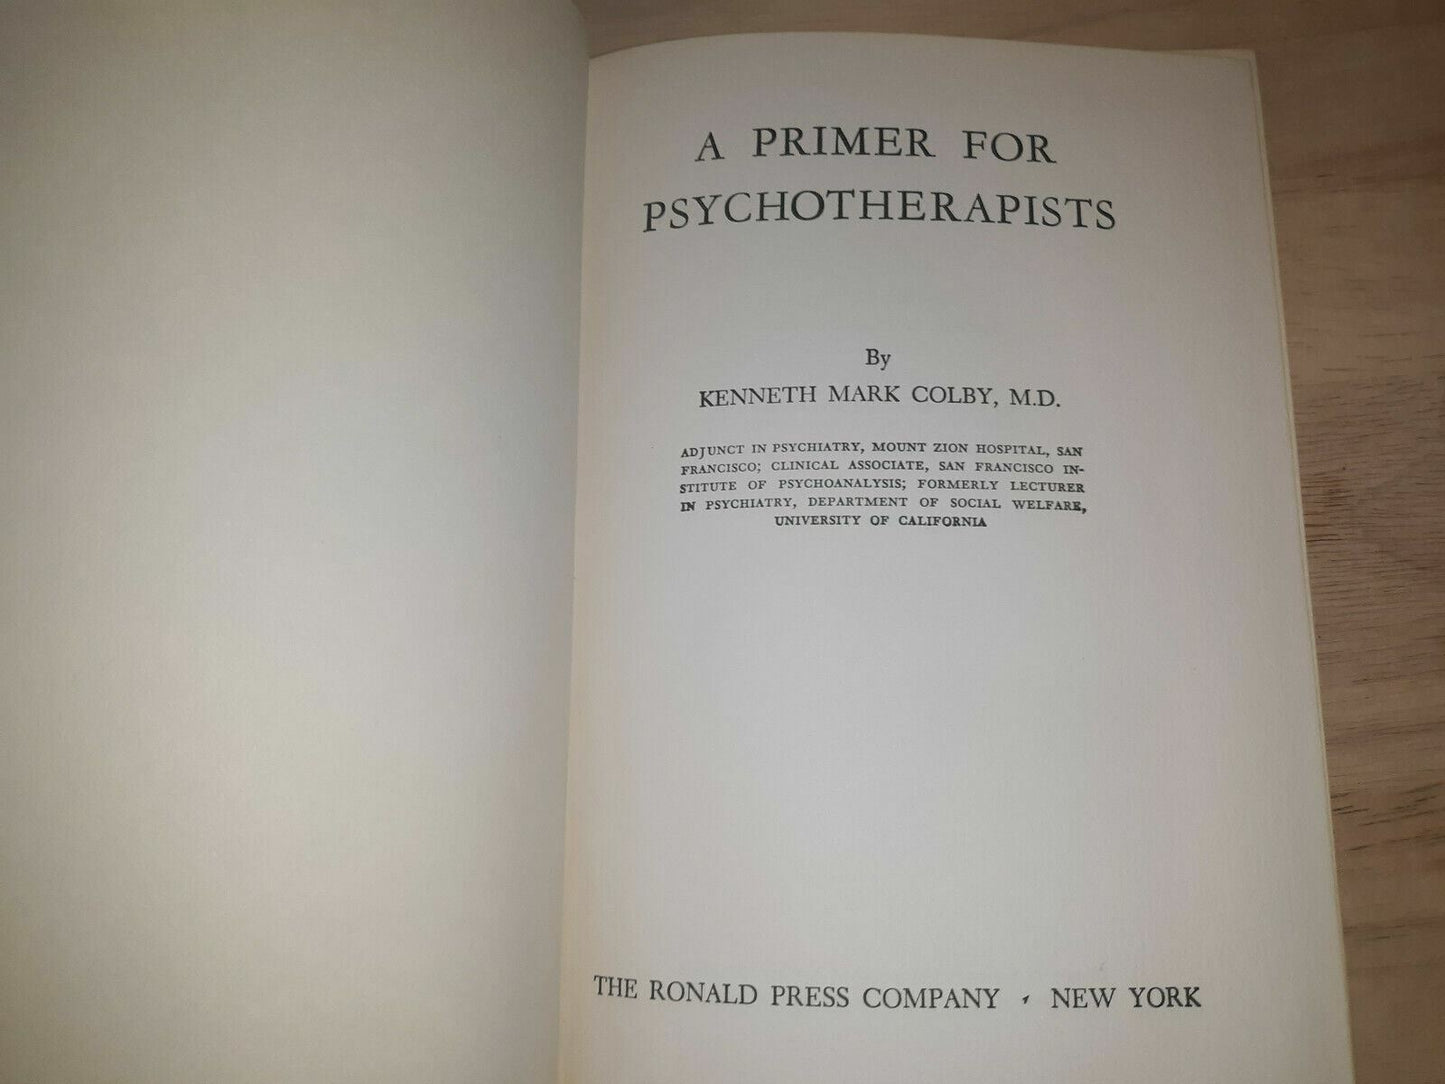 A PRIMER FOR
PSYCHOTHERAPISTS
By
KENNETH MARK COLBY, M.D.
ADJUNCT IN PSYCHIATRY, MOUNT ZION HOSPITAL, SAN
FRANCISCO; CLINICAL ASSOCIATE, SAN FRANCISCO IN-
STITUTE OF PSYCHOANALYSIS; FORMERLY LECTURER
IN PSYCHIATRY, DEPARTMENT OF SOCIAL WELFARE,
UNIVERSITY OF CALIFORNIA
THE RONALD PRESS COMPANY · NEW YORK